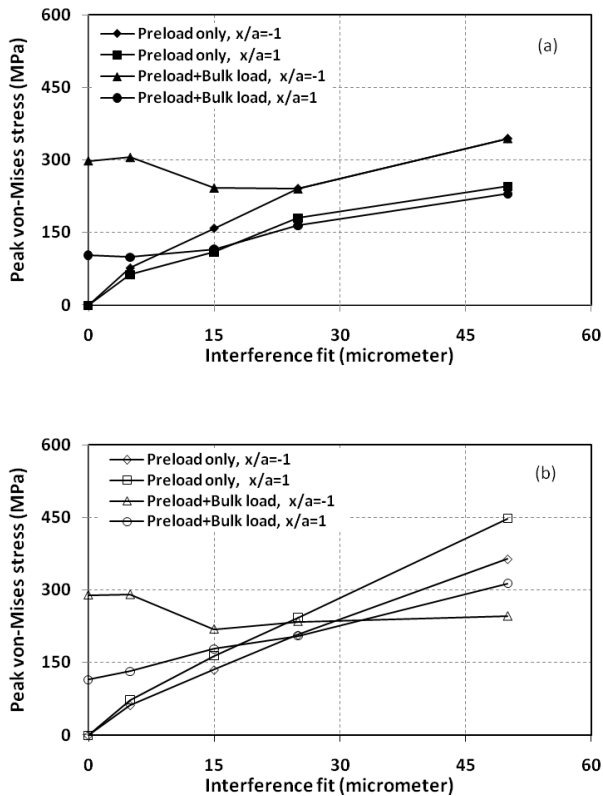 600
450
300
150
0
Peak von-Mises stress (MPa)
Preload only, x/a=-1
Preload only, x/a=1
Preload+Bulk load, x/a=-1
Preload+Bulk load, x/a=1
(a)
0 15 30 45 60
Interference fit (micrometer)
600
450
300
150
0
Peak von-Mises stress (MPa)
Preload only, x/a=-1
Preload only, x/a=1
Preload+Bulk load, x/a=-1
Preload+Bulk load, x/a=1
(b)
0 15 30 45 60
Interference fit (micrometer)